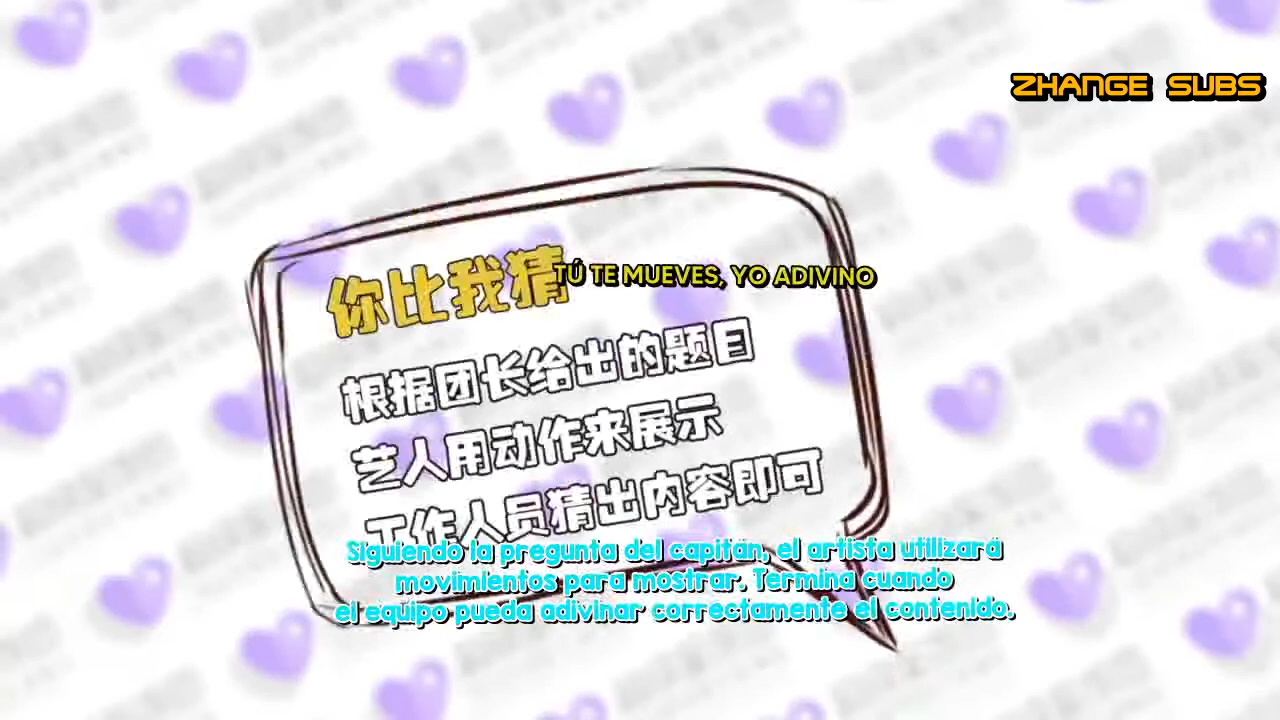 ZHANGE SUBS
你比我猜
TÚ TE MUEVES, YO ADIVINO
根据团长给出的题目
艺人用动作来展示
工作人员猜出内容即可
Siguiendo la pregunta del capitán, el artista utilizará
movimientos para mostrar. Termina cuando
el equipo pueda adivinar correctamente el contenido.